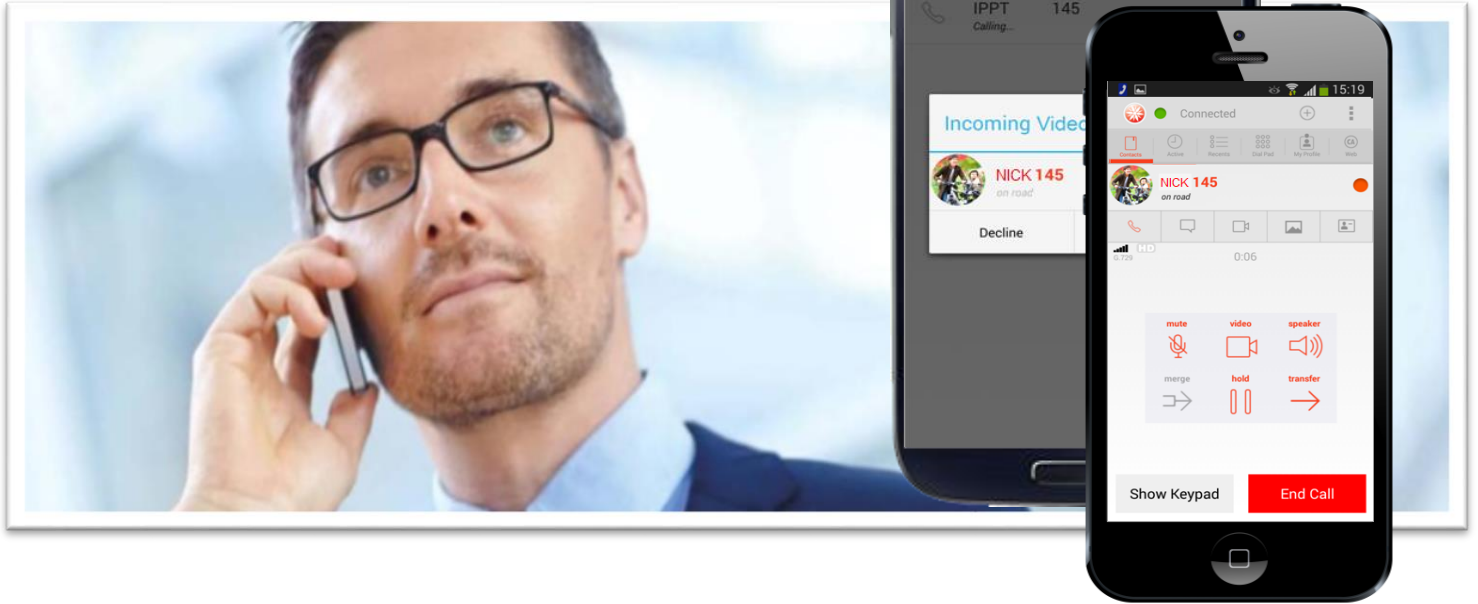 IPPT 145
Calling...
Incoming Video
NICK 145
on road
Decline
15:19
Connected
Contacts
Active
Recents
Dial Pad
My Profile
CA
Web
NICK 145
on road
HD
G.729
0:06
mute video speaker
merge hold transfer
Show Keypad
End Call